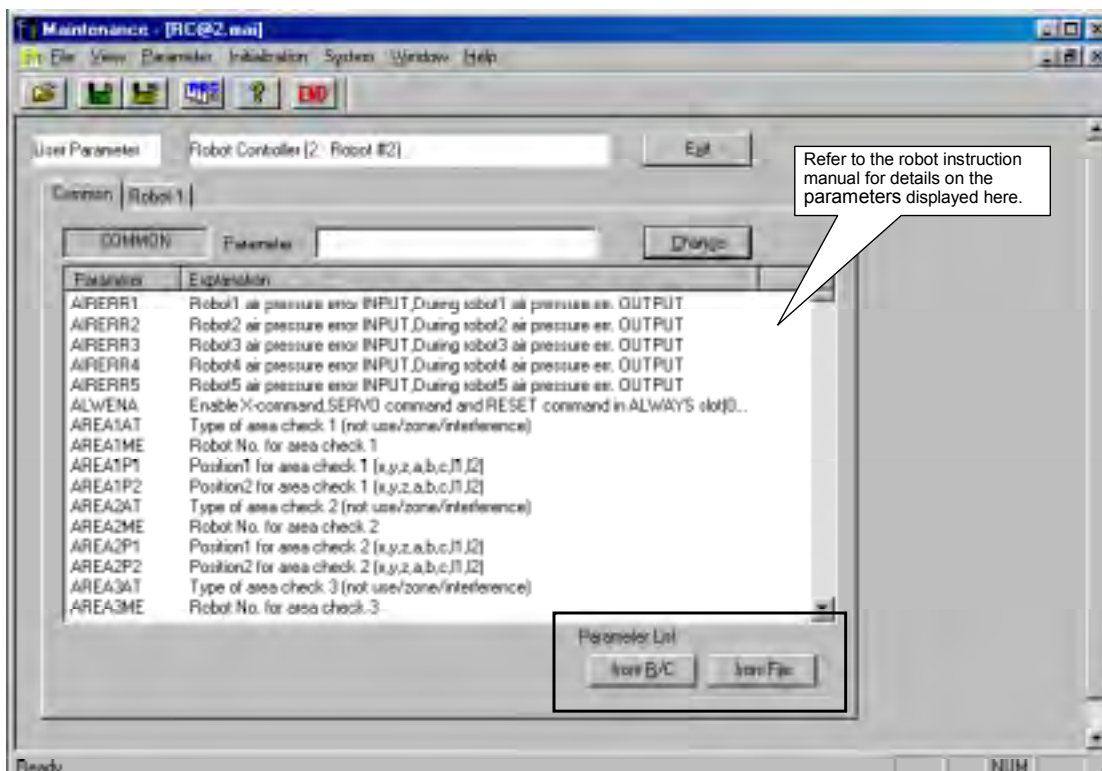 Maintenance - [RC@2.mai]
File View Parameter Initialization System Window Help
END
User Parameter Robot Controller [2 : Robot #2] Exit
Refer to the robot instruction
manual for details on the
parameters displayed here.
Common Robot 1
COMMON Parameter Change
Parameter Explanation
AIRERR1 Robot1 air pressure error INPUT,During robot1 air pressure err. OUTPUT
AIRERR2 Robot2 air pressure error INPUT,During robot2 air pressure err. OUTPUT
AIRERR3 Robot3 air pressure error INPUT,During robot3 air pressure err. OUTPUT
AIRERR4 Robot4 air pressure error INPUT,During robot4 air pressure err. OUTPUT
AIRERR5 Robot5 air pressure error INPUT,During robot5 air pressure err. OUTPUT
ALWENA Enable X-command,SERVO command and RESET command in ALWAYS slot(0...
AREA1AT Type of area check 1 (not use/zone/interference)
AREA1ME Robot No. for area check 1
AREA1P1 Position1 for area check 1 (x,y,z,a,b,c,l1,l2)
AREA1P2 Position2 for area check 1 (x,y,z,a,b,c,l1,l2)
AREA2AT Type of area check 2 (not use/zone/interference)
AREA2ME Robot No. for area check 2
AREA2P1 Position1 for area check 2 (x,y,z,a,b,c,l1,l2)
AREA2P2 Position2 for area check 2 (x,y,z,a,b,c,l1,l2)
AREA3AT Type of area check 3 (not use/zone/interference)
AREA3ME Robot No. for area check 3
Parameter List
from R/C from File
Ready NUM